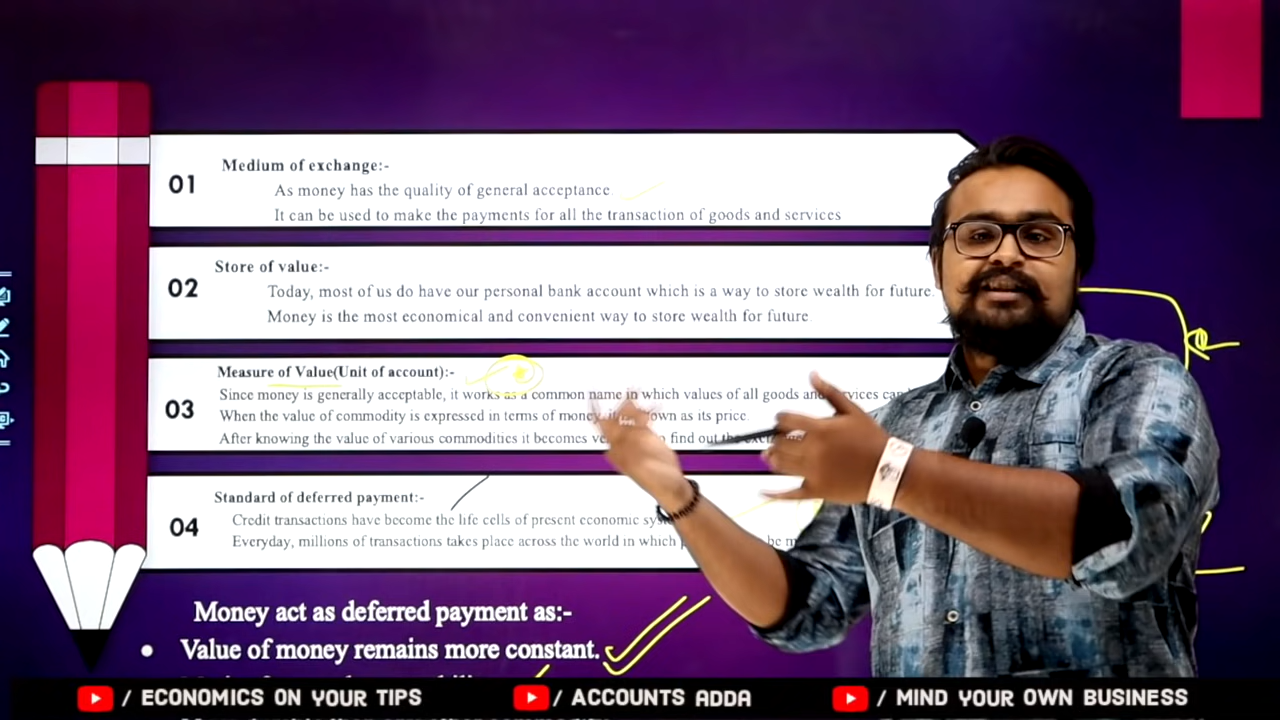 01
Medium of exchange:-
As money has the quality of general acceptance.
It can be used to make the payments for all the transaction of goods and services
02
Store of value:-
Today, most of us do have our personal bank account which is a way to store wealth for future.
Money is the most economical and convenient way to store wealth for future.
03
Measure of Value(Unit of account):-
Since money is generally acceptable, it works as a common name in which values of all goods and
When the value of commodity is expressed in terms of money, as its price.
After knowing the value of various commodities it becomes find out the
04
Standard of deferred payment:-
Credit transactions have become the life cells of present economic
Everyday, millions of transactions takes place across the world in which be
Money act as deferred payment as:-
• Value of money remains more constant.
/ ECONOMICS ON YOUR TIPS
/ ACCOUNTS ADDA
/ MIND YOUR OWN BUSINESS